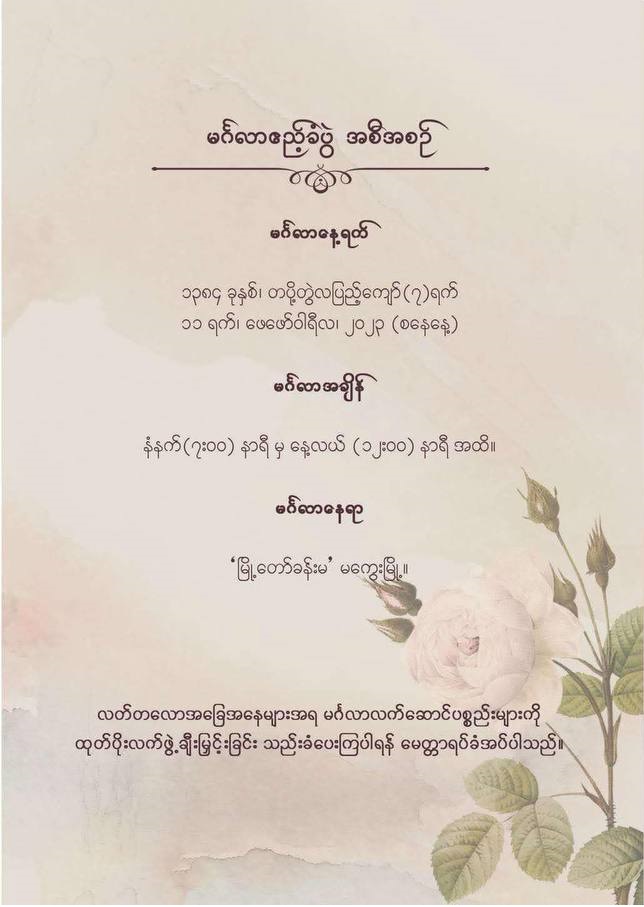 မင်္ဂလာဧည့်ခံပွဲ အစီအစဉ်
မင်္ဂလာနေ့ရက်
၁၃၈၄ ခုနှစ်၊ တပို့တွဲလပြည့်ကျော်(၇)ရက်
၁၁ ရက်၊ ဖေဖော်ဝါရီလ၊ ၂၀၂၃ (စနေနေ့)
မင်္ဂလာအချိန်
နံနက်(၇း၀၀) နာရီ မှ နေ့လယ် (၁၂း၀၀) နာရီ အထိ။
မင်္ဂလာနေရာ
‘မြို့တော်ခန်းမ’ မကွေးမြို့။
လတ်တလောအခြေအနေများအရ မင်္ဂလာလက်ဆောင်ပစ္စည်းများကို
ထုတ်ပိုးလက်ဖွဲ့ချီးမြှင့်ခြင်း သည်းခံပေးကြပါရန် မေတ္တာရပ်ခံအပ်ပါသည်။